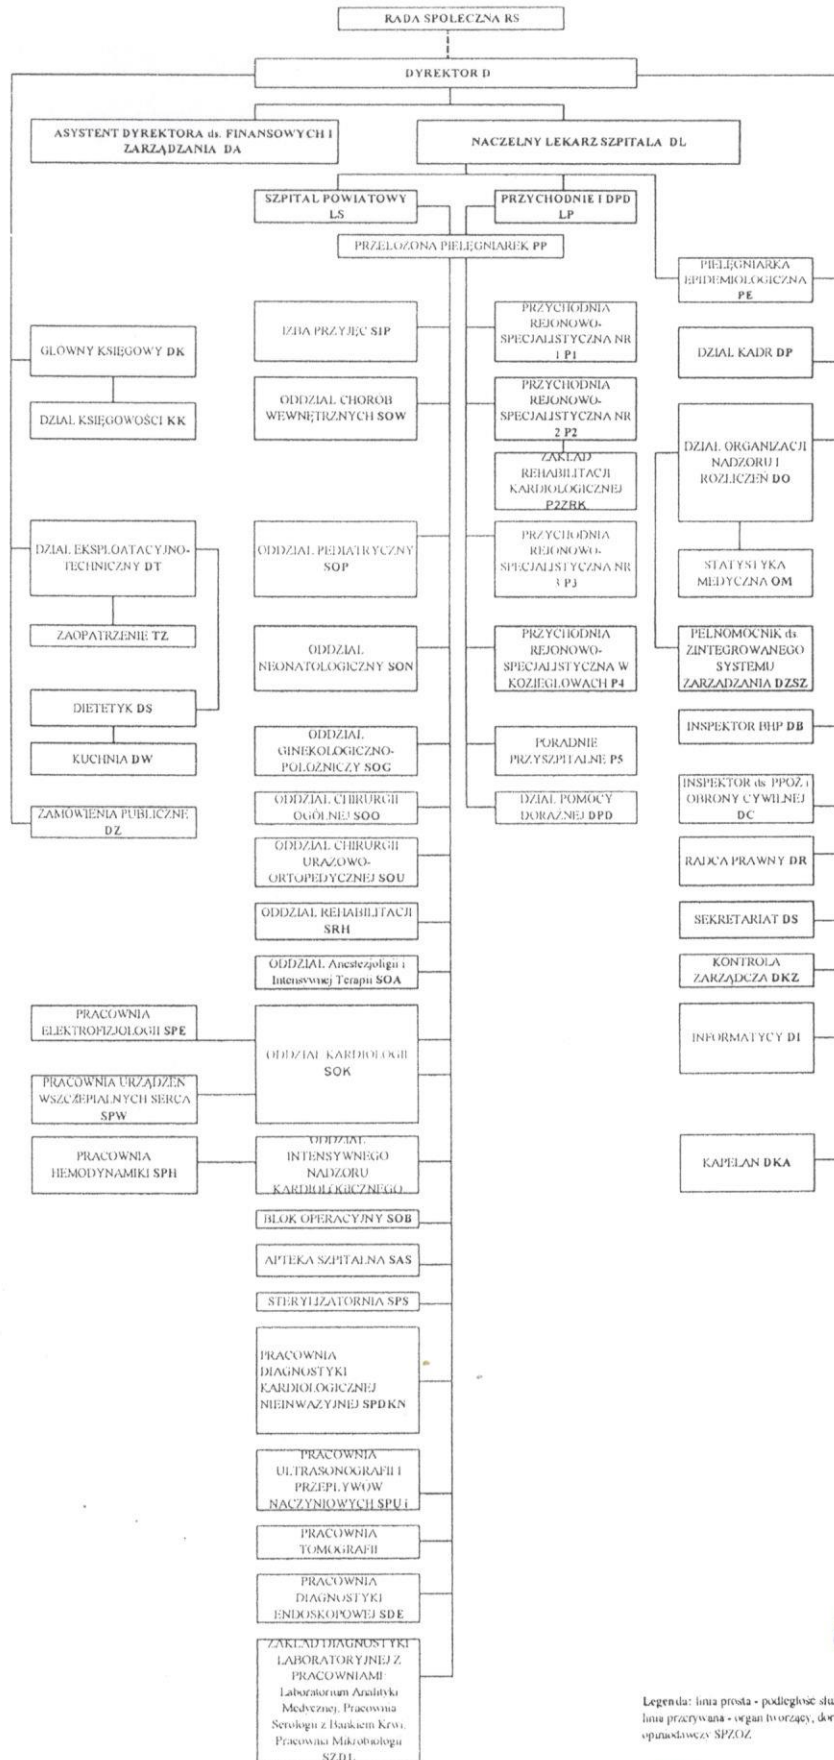 RADA SPOŁECZNA RS
DYREKTOR D
ASYSTENT DYREKTORA ds. FINANSOWYCH I
ZARZĄDZANIA DA
NACZELNY LEKARZ SZPITALA DL
SZPITAL POWIATOWY
LS
PRZYCHODNIE I DPD
LP
PRZEŁOŻONA PIELĘGNIAREK PP
PIELĘGNIARKA
EPIDEMIOLOGICZNA
PE
GŁÓWNY KSIĘGOWY DK
DZIAŁ KSIĘGOWOŚCI KK
DZIAŁ EKSPLOATACYJNO-
TECHNICZNY DT
ZAOPATRZENIE TZ
DIETETYK DS
KUCHNIA DW
ZAMÓWIENIA PUBLICZNE
DZ
IZBA PRZYJĘĆ SIP
ODDZIAŁ CHORÓB
WEWNĘTRZNYCH SOW
ODDZIAŁ PEDIATRYCZNY
SOP
ODDZIAŁ
NEONATOLOGICZNY SON
ODDZIAŁ
GINEKOLOGICZNO-
POŁOŻNICZY SOG
ODDZIAŁ CHIRURGII
OGÓLNEJ SOO
ODDZIAŁ CHIRURGII
URAZOWO-
ORTOPEDYCZNEJ SOU
ODDZIAŁ REHABILITACJI
SRH
ODDZIAŁ Anestezjoligii i
Intensywnej Terapii SOA
PRACOWNIA
ELEKTROFIZJOLOGII SPE
PRACOWNIA URZĄDZEŃ
WSZCZEPIALNYCH SERCA
SPW
ODDZIAŁ KARDIOLOGII
SOK
PRACOWNIA
HEMODYNAMIKI SPH
ODDZIAŁ
INTENSYWNEGO
NADZORU
KARDIOLOGICZNEGO
BLOK OPERACYJNY SOB
APTEKA SZPITALNA SAS
STERYLIZATORNIA SPS
PRACOWNIA
DIAGNOSTYKI
KARDIOLOGICZNEJ
NIEINWAZYJNEJ SPDKN
PRACOWNIA
ULTRASONOGRAFII I
PRZEPŁYWÓW
NACZYNIOWYCH
PRACOWNIA
TOMOGRAFII
PRACOWNIA
DIAGNOSTYKI
ENDOSKOPOWEJ SDE
ZAKŁAD DIAGNOSTYKI
LABORATORYJNEJ Z
PRACOWNIAMI
Laboratorium Analityki
Medycznej, Pracownia
Serologii z Bankiem Krwi,
Pracownia Mikrobiologii
SZDL
PRZYCHODNIA
REJONOWO-
SPECJALISTYCZNA NR
1 P1
PRZYCHODNIA
REJONOWO-
SPECJALISTYCZNA NR
2 P2
ZAKŁAD
REHABILITACJI
KARDIOLOGICZNEJ
P2ZRK
PRZYCHODNIA
REJONOWO-
SPECJALISTYCZNA NR
3 P3
PRZYCHODNIA
REJONOWO-
SPECJALISTYCZNA W
KOZIEGŁOWACH P4
PORADNIE
PRZYSZPITALNE P5
DZIAŁ POMOCY
DORAŹNEJ DPD
DZIAŁ KADR DP
DZIAŁ ORGANIZACJI
NADZORU I
ROZLICZEŃ DO
STATYSTYKA
MEDYCZNA OM
PEŁNOMOCNIK ds.
ZINTEGROWANEGO
SYSTEMU
ZARZĄDZANIA DZSZ
INSPEKTOR BHP DB
INSPEKTOR ds. PPOŻ i
OBRONY CYWILNEJ
DC
RADCA PRAWNY DR
SEKRETARIAT DS
KONTROLA
ZARZĄDCZA DKZ
INFORMATYCY DI
KAPELAN DKA
Legenda: linia prosta - podległość
linia przerywana - organ tworzący,
opiniodawczy SPZOZ